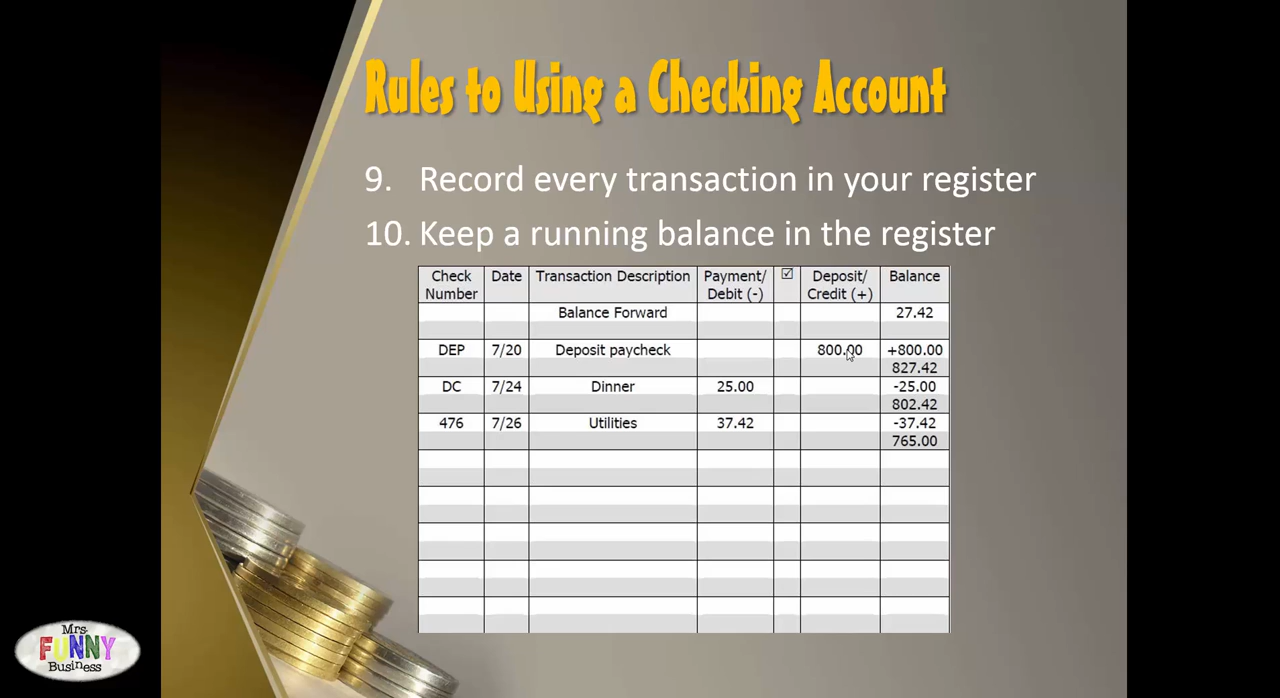 Rules to Using a Checking Account
9. Record every transaction in your register
10. Keep a running balance in the register
Check Number Date Transaction Description Payment/ Debit (-) ☑ Deposit/ Credit (+) Balance
Balance Forward 27.42
DEP 7/20 Deposit paycheck 800.00 +800.00
827.42
DC 7/24 Dinner 25.00 -25.00
802.42
476 7/26 Utilities 37.42 -37.42
765.00
Mrs.
FUNNY
Business